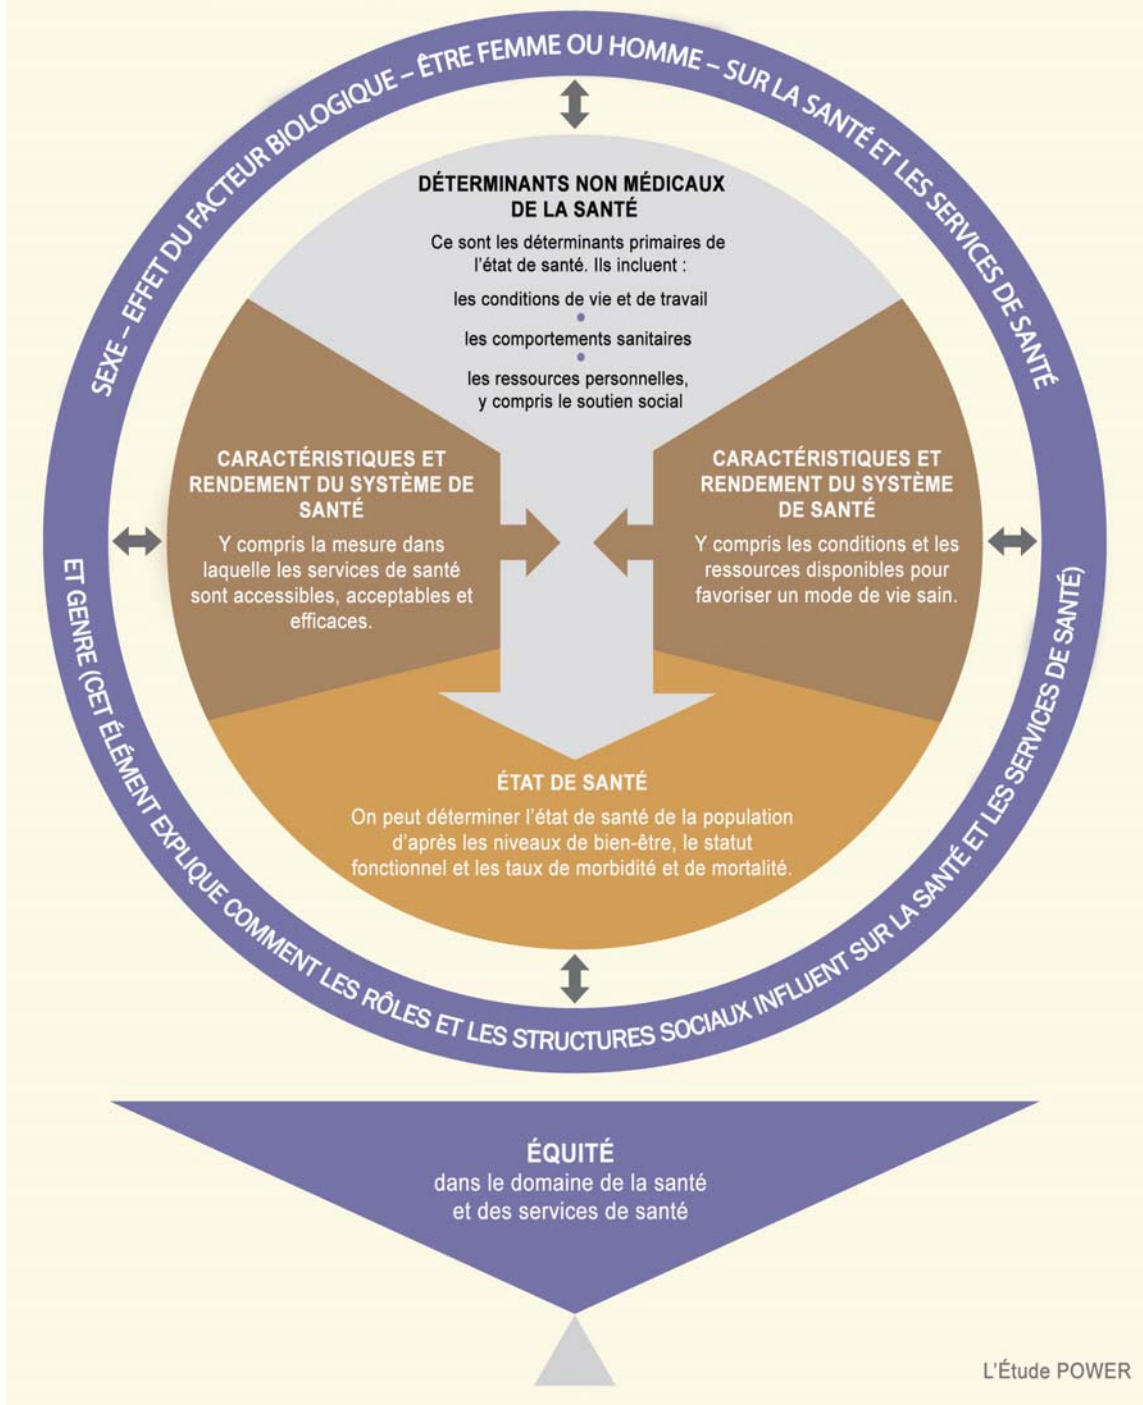 SEXE – EFFET DU FACTEUR BIOLOGIQUE – ÊTRE FEMME OU HOMME – SUR LA SANTÉ ET LES SERVICES DE SANTÉ
ET GENRE (CET ÉLÉMENT EXPLIQUE COMMENT LES RÔLES ET LES STRUCTURES SOCIAUX INFLUENT SUR LA SANTÉ ET LES SERVICES DE SANTÉ)
DÉTERMINANTS NON MÉDICAUX
DE LA SANTÉ
Ce sont les déterminants primaires de
l'état de santé. Ils incluent :
les conditions de vie et de travail
•
les comportements sanitaires
•
les ressources personnelles,
y compris le soutien social
CARACTÉRISTIQUES ET
RENDEMENT DU SYSTÈME DE
SANTÉ
Y compris la mesure dans
laquelle les services de santé
sont accessibles, acceptables et
efficaces.
CARACTÉRISTIQUES ET
RENDEMENT DU SYSTÈME
DE SANTÉ
Y compris les conditions et les
ressources disponibles pour
favoriser un mode de vie sain.
ÉTAT DE SANTÉ
On peut déterminer l'état de santé de la population
d'après les niveaux de bien-être, le statut
fonctionnel et les taux de morbidité et de mortalité.
ÉQUITÉ
dans le domaine de la santé
et des services de santé
L'Étude POWER